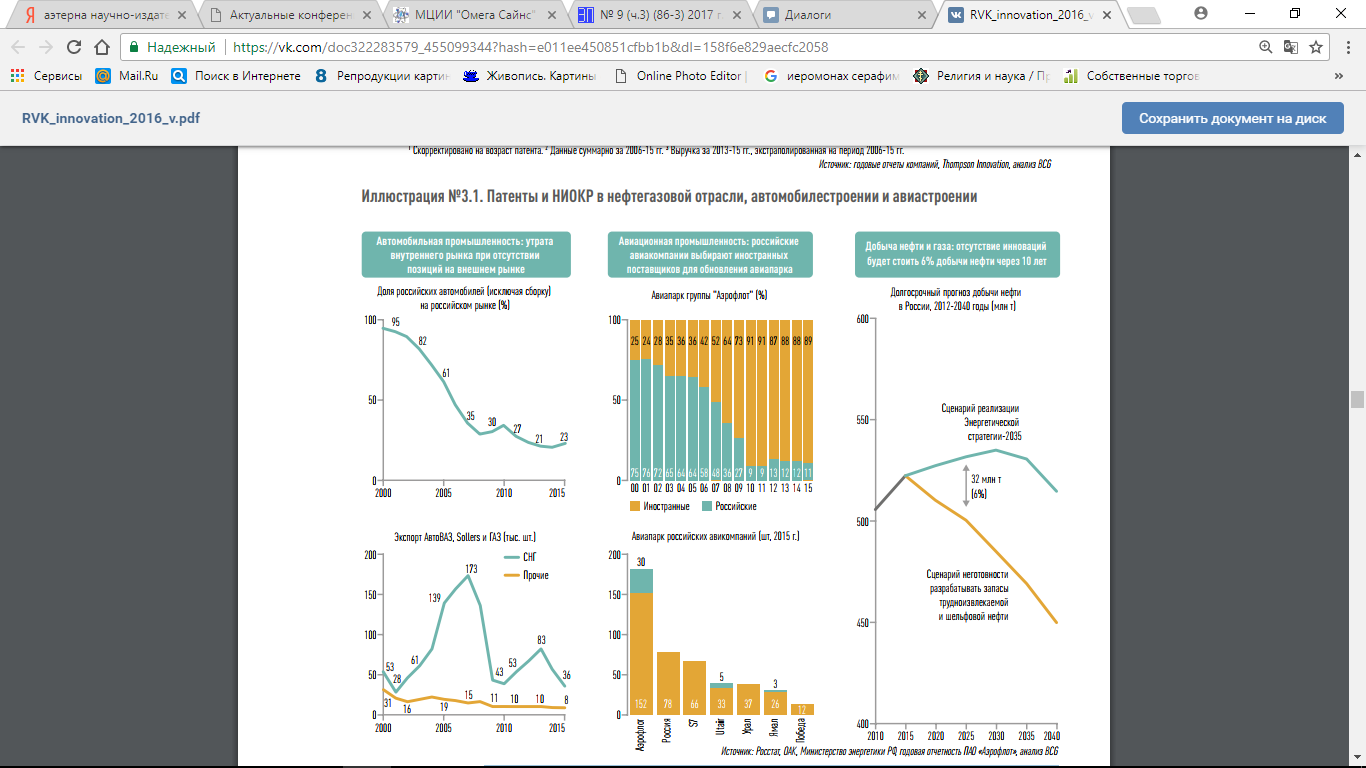 аэтерна научно-издате
Актуальные конферен
МЦИИ "Омега Сайнс"
№ 9 (ч.3) (86-3) 2017 г
Диалоги
RVK_innovation_2016_v
Надежный
https://vk.com/doc322283579_455099344?hash=e011ee450851cfbb1b&dl=158f6e829aecfc2058
Сервисы
Mail.Ru
Поиск в Интернете
Репродукции картин
Живопись. Картины
Online Photo Editor |
иеромонах серафим
Религия и наука / Пр
Собственные торгов
»
RVK_innovation_2016_v.pdf
Сохранить документ на диск
¹ Скорректировано на возраст патента. ² Данные суммарно за 2006-15 гг. ³ Выручка за 2013-15 гг., экстраполированная на период 2006-15 гг.
Источник: годовые отчеты компаний, Thompson Innovation, анализ BCG
Иллюстрация №3.1. Патенты и НИОКР в нефтегазовой отрасли, автомобилестроении и авиастроении
Автомобильная промышленность: утрата
внутреннего рынка при отсутствии
позиций на внешнем рынке
Доля российских автомобилей (исключая сборку)
на российском рынке (%)
100
50
0
95
82
61
35
30
27
21
23
2000
2005
2010
2015
Экспорт АвтоВАЗ, Sollers и ГАЗ (тыс. шт.)
СНГ
Прочие
200
150
100
50
0
53
28
61
139
173
43
53
83
36
31
16
19
15
11
10
10
8
2000
2005
2010
2015
Авиационная промышленность: российские
авиакомпании выбирают иностранных
поставщиков для обновления авиапарка
Авиапарк группы "Аэрофлот" (%)
100
50
0
25 24 28 35 36 36 42 52 64 73 91 91 87 88 88 89
75 76 72 65 64 64 58 48 36 27 9 9 13 12 12 11
00 01 02 03 04 05 06 07 08 09 10 11 12 13 14 15
Иностранные
Российские
Авиапарк российских авикомпаний (шт, 2015 г.)
200
150
100
50
0
30
5
3
152 78 66 33 37 26 12
Аэрофлот
Россия
S7
Utair
Урал
Ямал
Победа
Добыча нефти и газа: отсутствие инноваций
будет стоить 6% добычи нефти через 10 лет
Долгосрочный прогноз добычи нефти
в России, 2012-2040 годы (млн т)
600
550
500
450
400
Сценарий реализации
Энергетической
стратегии-2035
32 млн т
(6%)
Сценарий неготовности
разрабатывать запасы
трудноизвлекаемой
и шельфовой нефти
2010 2015 2020 2025 2030 2035 2040
Источник: Росстат, ОАК, Министерство энергетики РФ, годовая отчетность ПАО «Аэрофлот», анализ BCG